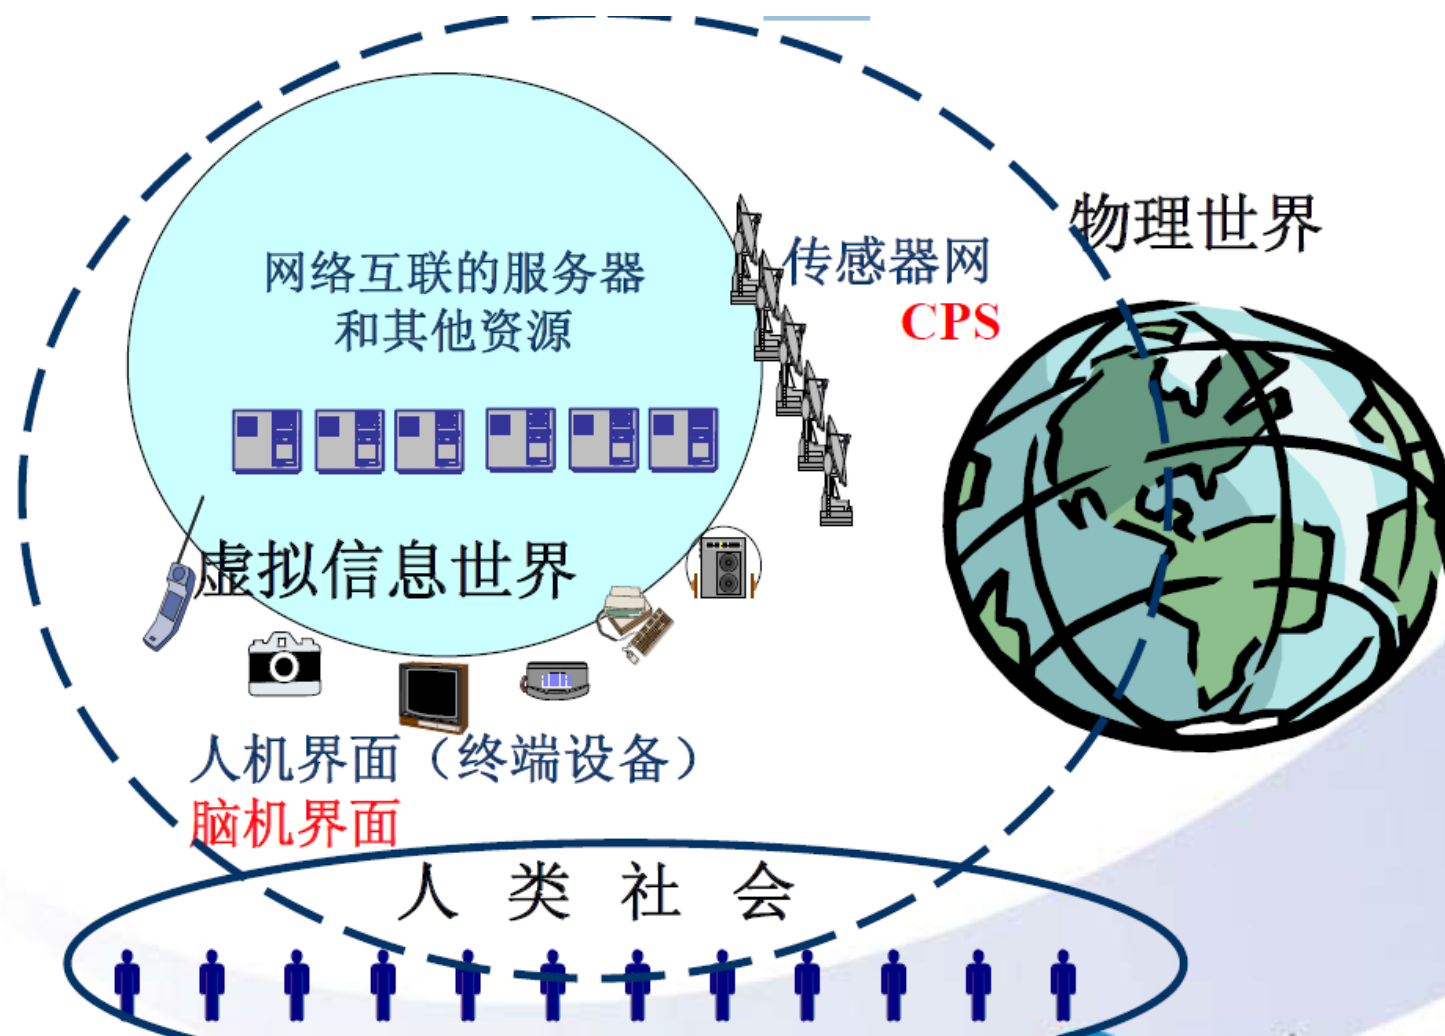 物理世界
网络互联的服务器
和其他资源
传感器网
CPS
虚拟信息世界
人机界面（终端设备）
脑机界面
人 类 社 会